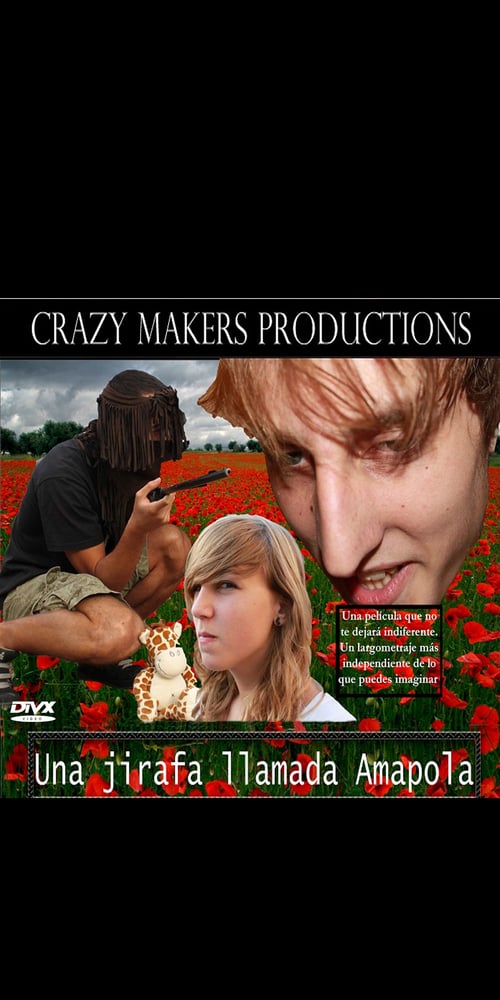 CRAZY MAKERS PRODUCTIONS
Una película que no
te dejará indiferente.
Un largometraje más
independiente de lo
que puedes imaginar
DIVX
VIDEO
Una jirafa llamada Amapola